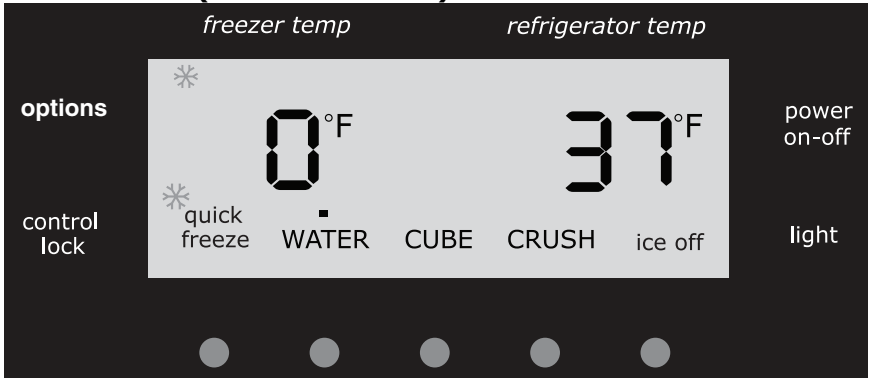 freezer temp refrigerator temp
options
power
on-off
0°F 37°F
control
lock
quick
freeze
WATER CUBE CRUSH ice off
light